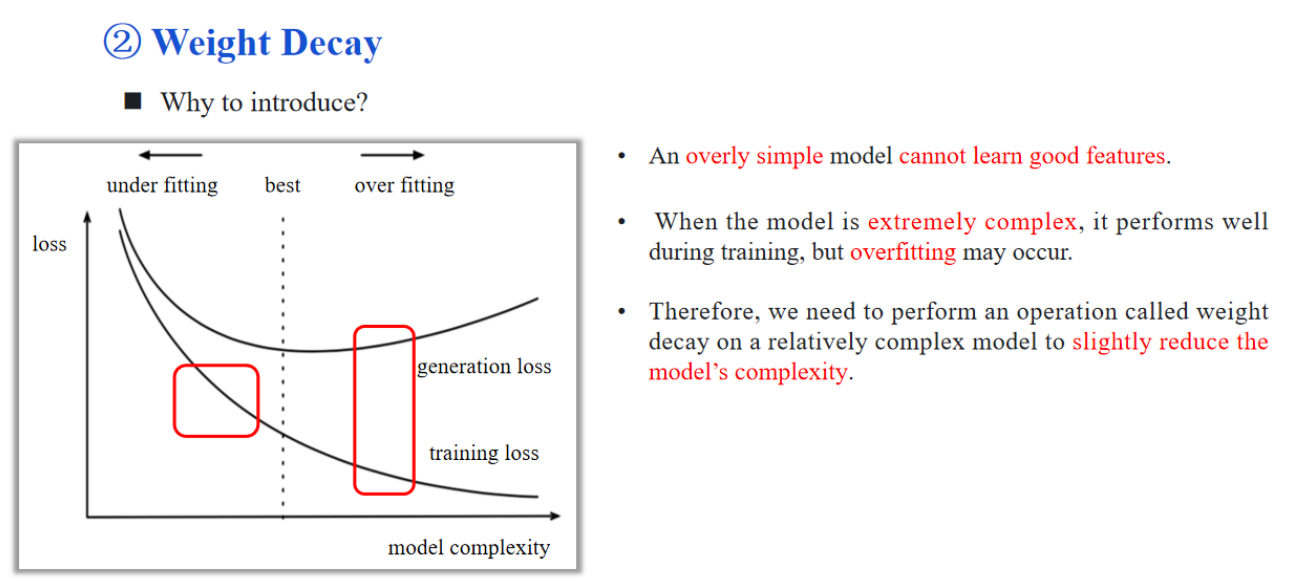 ② Weight Decay
■ Why to introduce?
under fitting best over fitting
loss
generation loss
training loss
model complexity
• An overly simple model cannot learn good features.
• When the model is extremely complex, it performs well
during training, but overfitting may occur.
• Therefore, we need to perform an operation called weight
decay on a relatively complex model to slightly reduce the
model’s complexity.